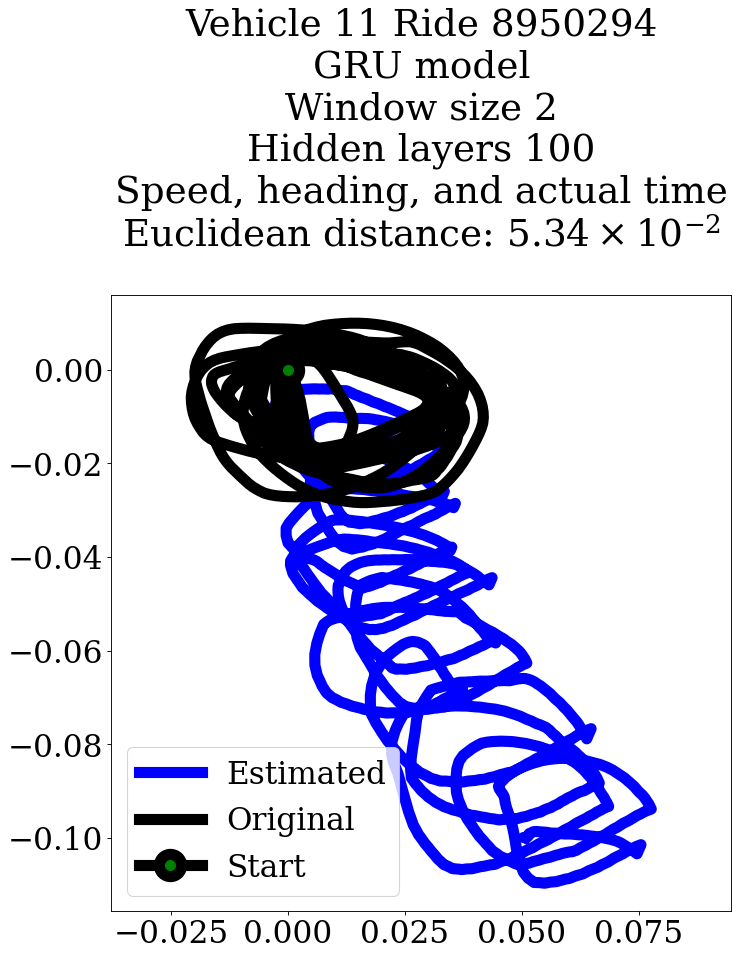 Vehicle 11 Ride 8950294
GRU model
Window size 2
Hidden layers 100
Speed, heading, and actual time
Euclidean distance: 5.34 × 10⁻²
0.00
−0.02
−0.04
−0.06
−0.08
−0.10
Estimated
Original
Start
−0.025 0.000 0.025 0.050 0.075